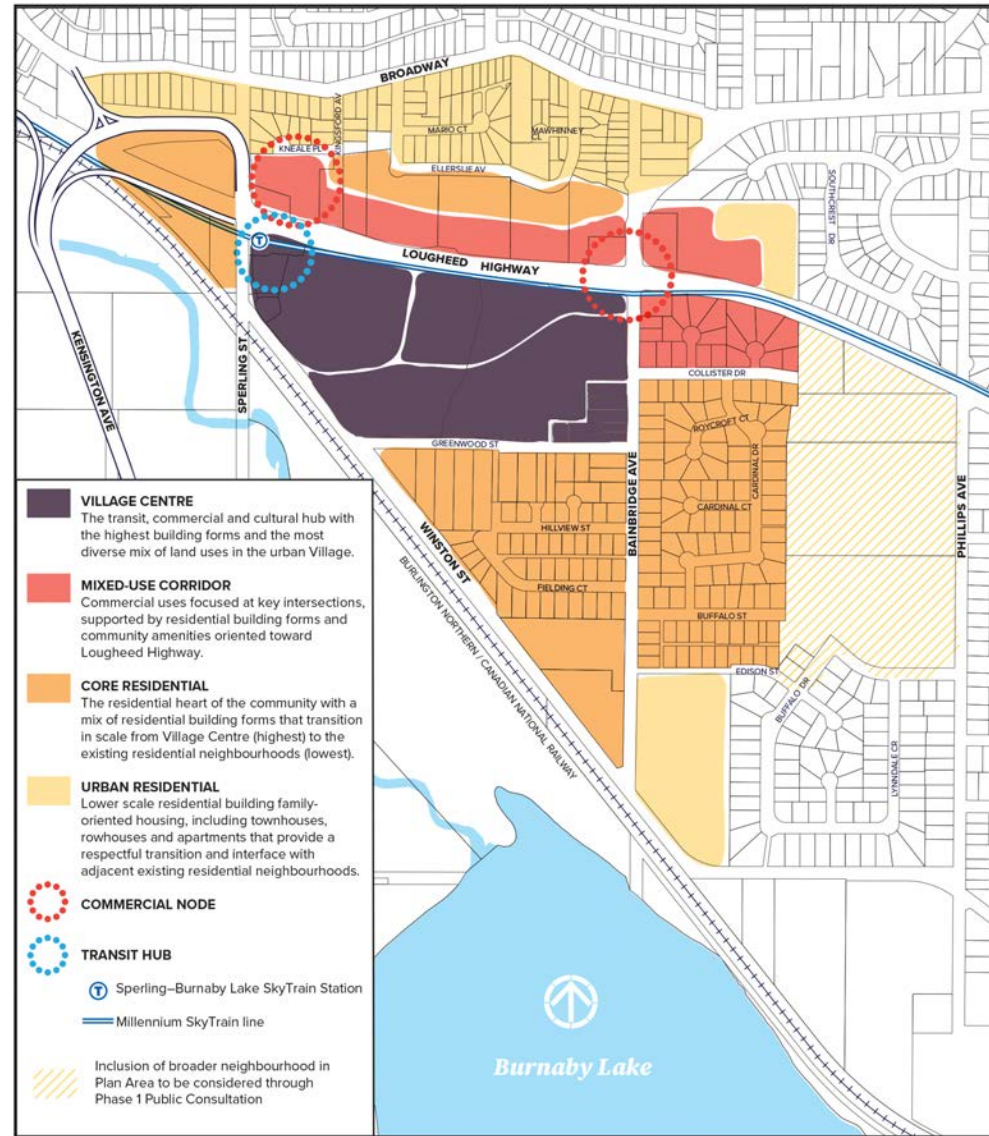 BROADWAY
KINGSFORD AV
MARIO CT
MAWHINNEY
CL
KNEALE PL
ELLERSLIE AV
SOUTHCREST DR
LOUGHEED HIGHWAY
KENSINGTON AVE
SPERLING ST
COLLISTER DR
ROYCROFT CT
GREENWOOD ST
CARDINAL DR
BAINBRIDGE AVE
CARDINAL CT
PHILLIPS AVE
HILLVIEW ST
WINSTON ST
FIELDING CT
BUFFALO ST
BURLINGTON NORTHERN / CANADIAN NATIONAL RAILWAY
EDISON ST
BUFFALO DR
LYNNDALE CR
VILLAGE CENTRE
The transit, commercial and cultural hub with
the highest building forms and the most
diverse mix of land uses in the urban Village.
MIXED-USE CORRIDOR
Commercial uses focused at key intersections,
supported by residential building forms and
community amenities oriented toward
Lougheed Highway.
CORE RESIDENTIAL
The residential heart of the community with a
mix of residential building forms that transition
in scale from Village Centre (highest) to the
existing residential neighbourhoods (lowest).
URBAN RESIDENTIAL
Lower scale residential building family-
oriented housing, including townhouses,
rowhouses and apartments that provide a
respectful transition and interface with
adjacent existing residential neighbourhoods.
COMMERCIAL NODE
TRANSIT HUB
T Sperling–Burnaby Lake SkyTrain Station
Millennium SkyTrain line
Inclusion of broader neighbourhood in
Plan Area to be considered through
Phase 1 Public Consultation
T
Burnaby Lake